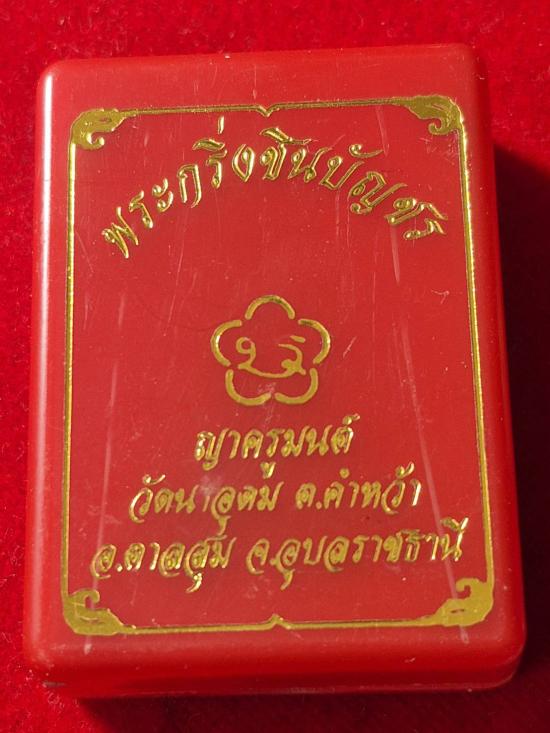 พระกริ่งชินบัญชร
ญาครูมนต์
วัดนาอุดม ต.คำหว้า
อ.ตาลสุม จ.อุบลราชธานี